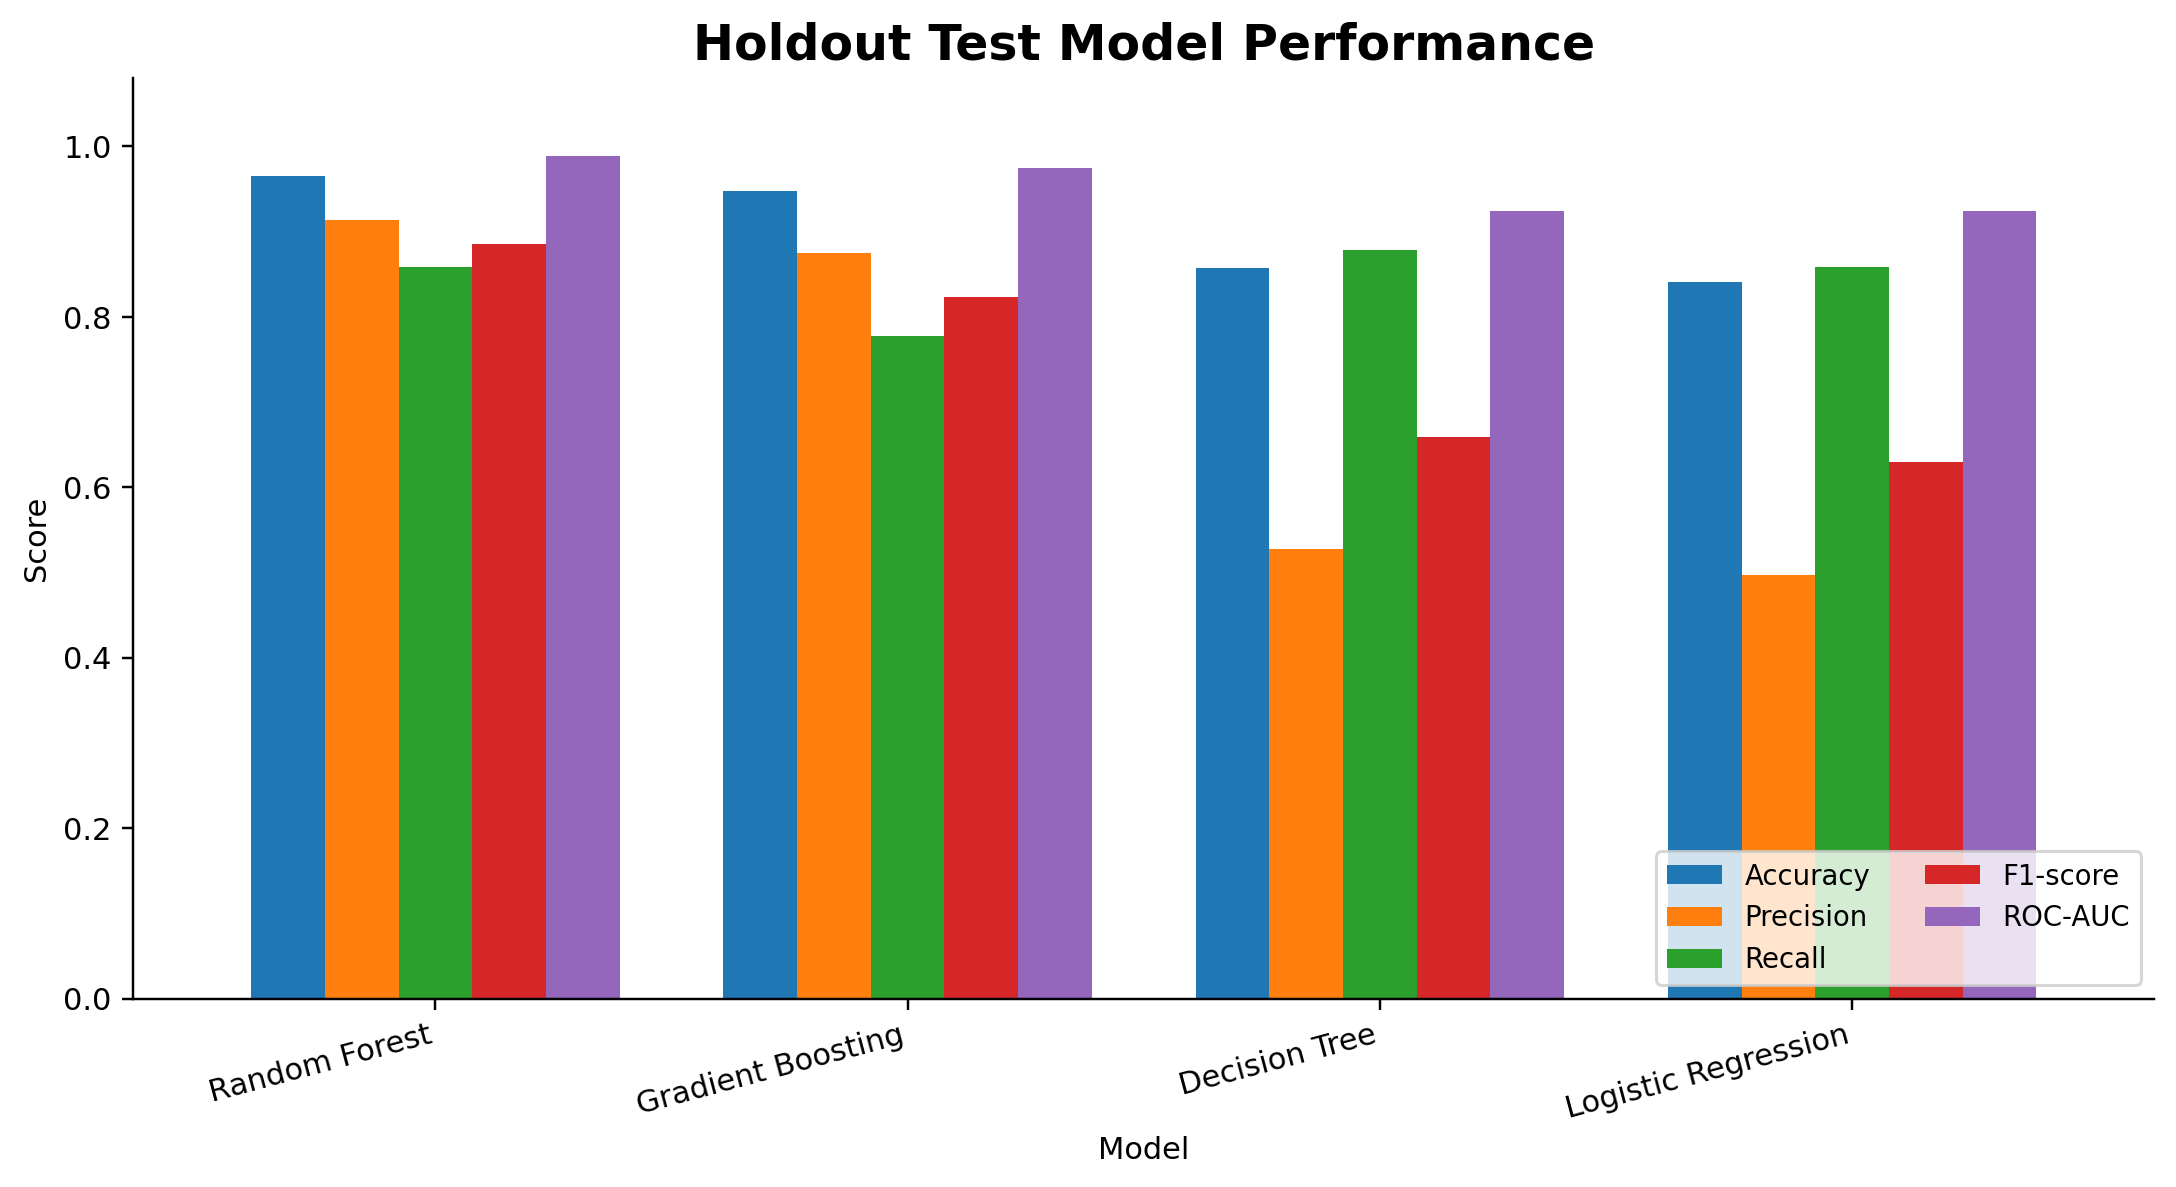 Holdout Test Model Performance
Score
1.0
0.8
0.6
0.4
0.2
0.0
Accuracy
Precision
Recall
F1-score
ROC-AUC
Random Forest
Gradient Boosting
Decision Tree
Logistic Regression
Model